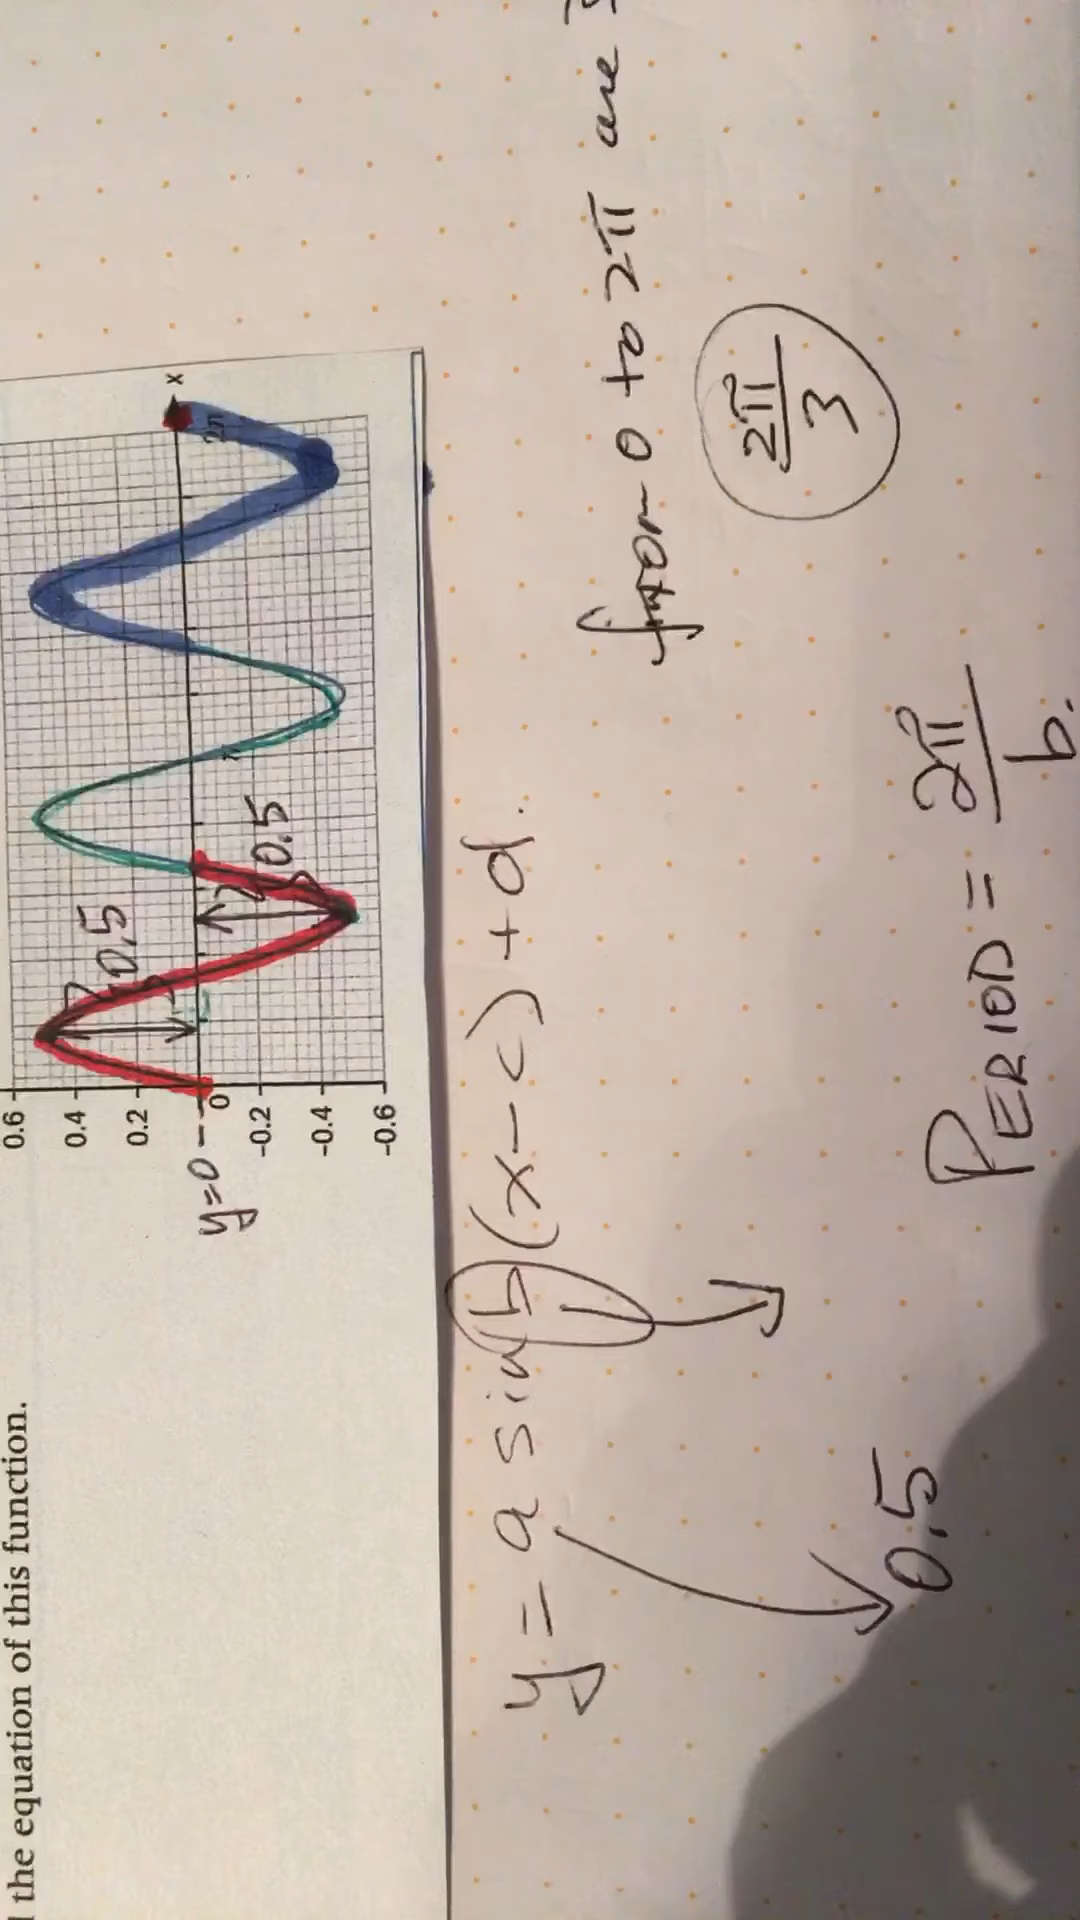 the equation of this function.
0.6
0.4
0.2
0
-0.2
-0.4
-0.6
y=0
0.5
0.5
π
2π
x
y = a sin b(x-c)+d.
from 0 to 2π are
2π/3
0.5
PERIOD = 2π/b.